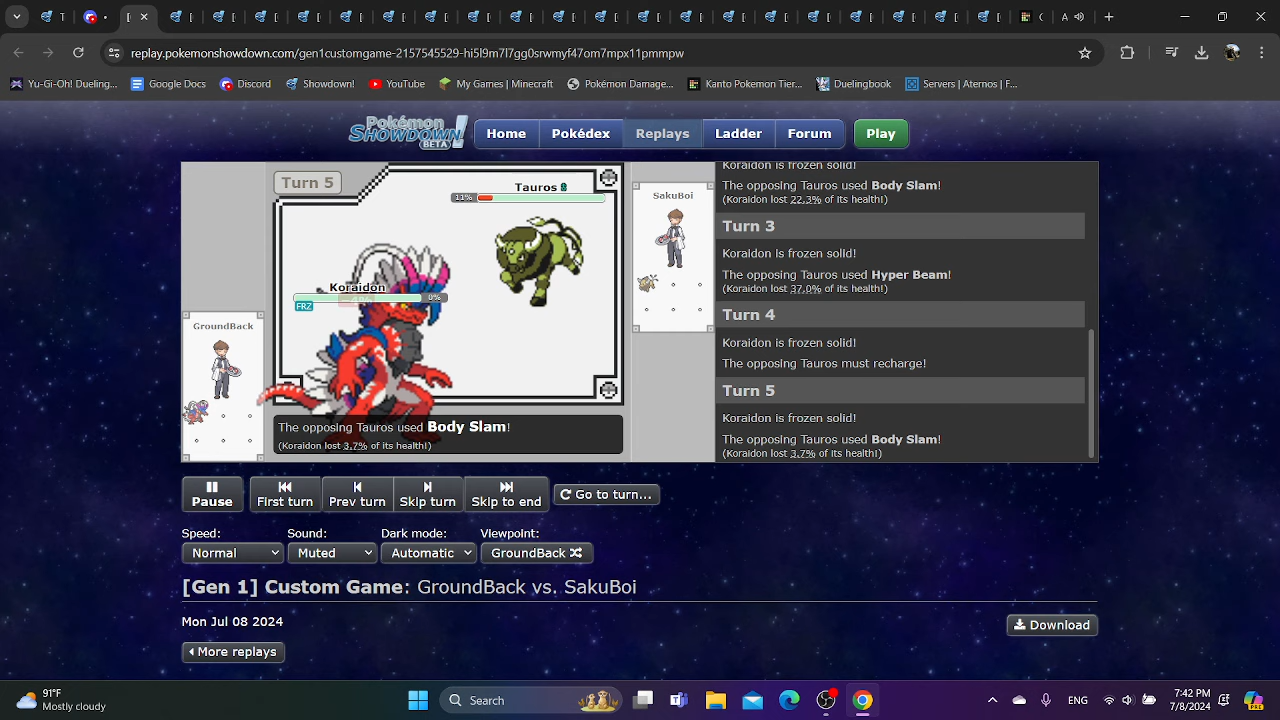 A
replay.pokemonshowdown.com/gen1customgame-2157545529-hi5l9m7l7gg0srwmyf47om7mpx11pmmpw
Yu-Gi-Oh! Dueling...
Google Docs
Discord
Showdown!
YouTube
My Games | Minecraft
Pokémon Damage...
Kanto Pokemon Tier...
Duelingbook
Servers | Aternos | F...
Pokémon
SHOWDOWN!
BETA
Home
Pokédex
Replays
Ladder
Forum
Play
Turn 5
Tauros
11%
Koraidon
0%
FRZ
GroundBack
SakuBoi
The opposing Tauros used Body Slam!
(Koraidon lost 3.7% of its health!)
Koraidon is frozen solid!
The opposing Tauros used Body Slam!
(Koraidon lost 22.3% of its health!)
Turn 3
Koraidon is frozen solid!
The opposing Tauros used Hyper Beam!
(Koraidon lost 37.0% of its health!)
Turn 4
Koraidon is frozen solid!
The opposing Tauros must recharge!
Turn 5
Koraidon is frozen solid!
The opposing Tauros used Body Slam!
(Koraidon lost 3.7% of its health!)
Pause
First turn
Prev turn
Skip turn
Skip to end
Go to turn...
Speed:
Sound:
Dark mode:
Viewpoint:
Normal
Muted
Automatic
GroundBack
[Gen 1] Custom Game: GroundBack vs. SakuBoi
Mon Jul 08 2024
Download
More replays
91°F
Mostly cloudy
Search
ENG
7:42 PM
7/8/2024
PRE